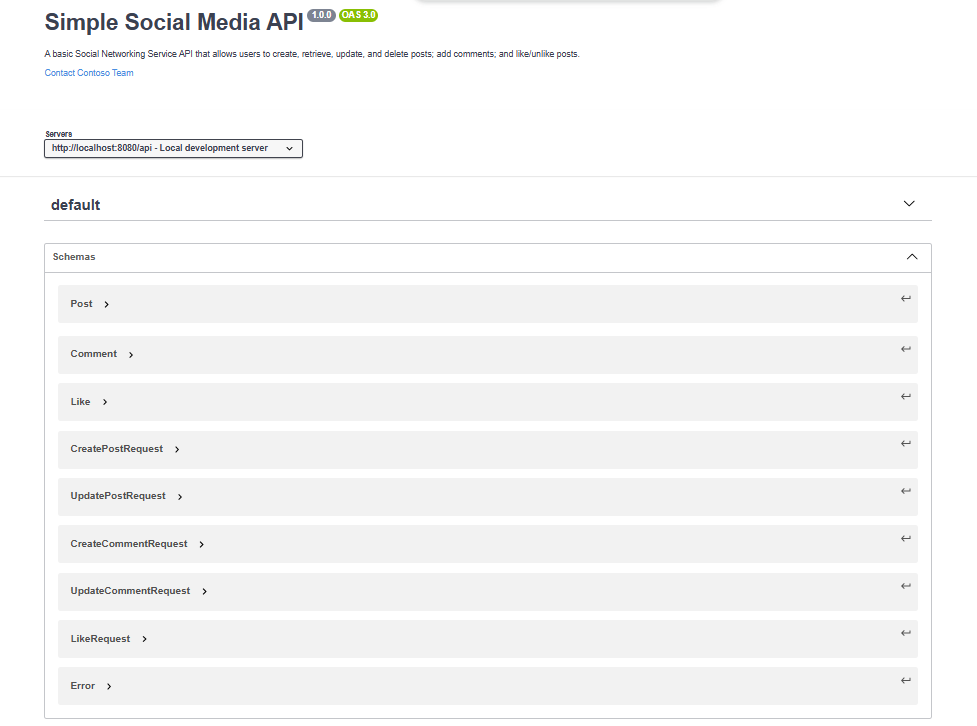 Simple Social Media API 1.0.0 OAS 3.0
A basic Social Networking Service API that allows users to create, retrieve, update, and delete posts; add comments; and like/unlike posts.
Contact Contoso Team
Servers
http://localhost:8080/api - Local development server
default
Schemas
Post
Comment
Like
CreatePostRequest
UpdatePostRequest
CreateCommentRequest
UpdateCommentRequest
LikeRequest
Error